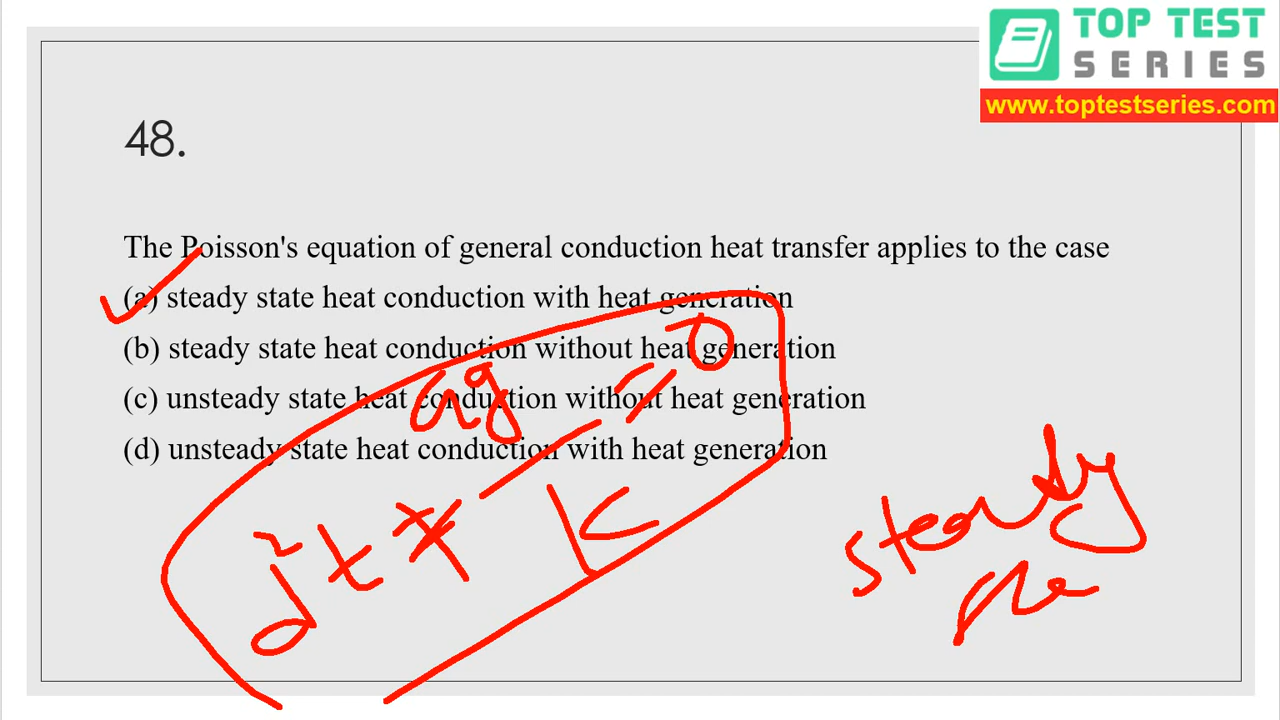 TOP TEST
SERIES
www.toptestseries.com
48.
The Poisson's equation of general conduction heat transfer applies to the case
(a) steady state heat conduction with heat generation
(b) steady state heat conduction without heat generation
(c) unsteady state heat conduction without heat generation
(d) unsteady state heat conduction with heat generation
= 0
K
steady